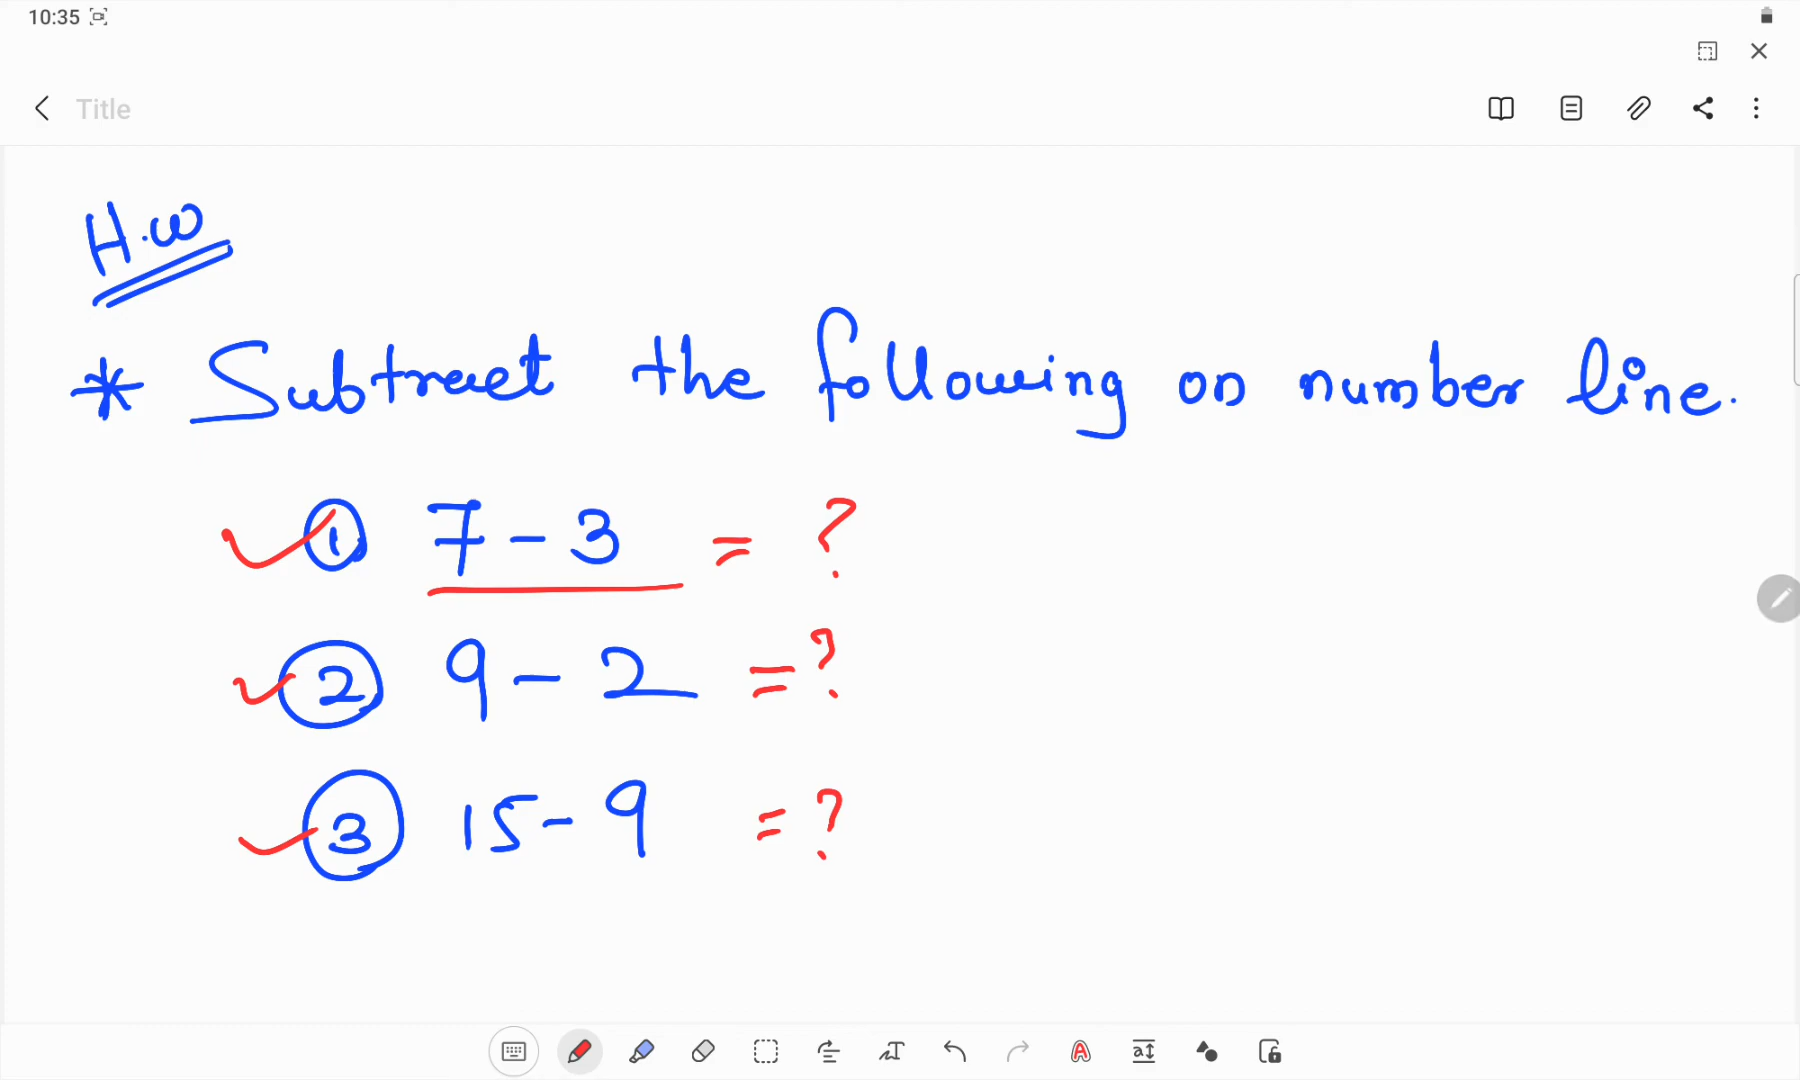 10:35
Title
H.W
* Subtract the following on number line.
1 7 - 3 = ?
2 9 - 2 = ?
3 15 - 9 = ?